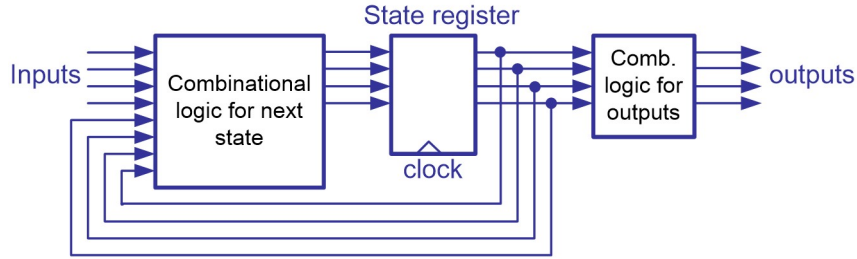 State register
Inputs
Combinational
logic for next
state
clock
Comb.
logic for
outputs
outputs